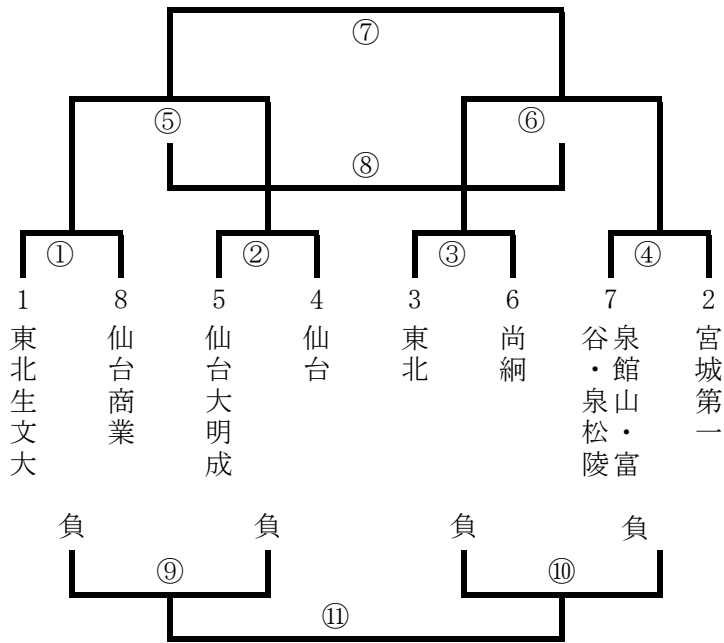 ⑦
⑤
⑥
⑧
①
②
③
④
1
8
5
4
3
6
7
2
東北生文大
仙台商業
仙台大明成
仙台
東北
尚絅
泉館山・富
谷・泉松陵
宮城第一
負
負
負
負
⑨
⑩
⑪